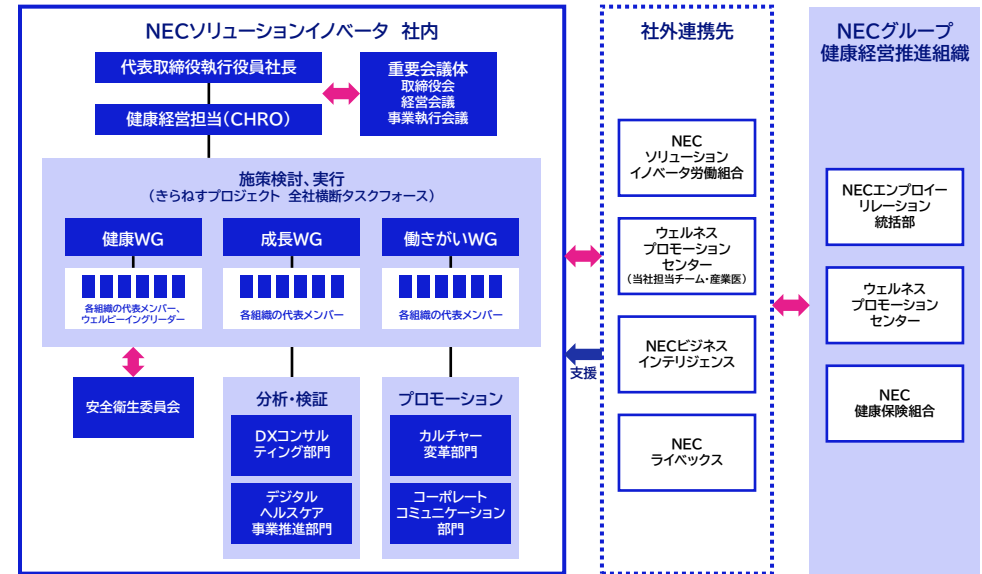 NECソリューションイノベータ 社内
代表取締役執行役員社長
健康経営担当(CHRO)
重要会議体
取締役会
経営会議
事業執行会議
施策検討、実行
(きらねすプロジェクト 全社横断タスクフォース)
健康WG
各組織の代表メンバー、
ウェルビーイングリーダー
成長WG
各組織の代表メンバー
働きがいWG
各組織の代表メンバー
安全衛生委員会
分析・検証
DXコンサル
ティング部門
デジタル
ヘルスケア
事業推進部門
プロモーション
カルチャー
変革部門
コーポレート
コミュニケーション
部門
支援
社外連携先
NEC
ソリューション
イノベータ労働組合
ウェルネス
プロモーション
センター
(当社担当チーム・産業医)
NECビジネス
インテリジェンス
NEC
ライベックス
NECグループ
健康経営推進組織
NECエンプロイー
リレーション
統括部
ウェルネス
プロモーション
センター
NEC
健康保険組合